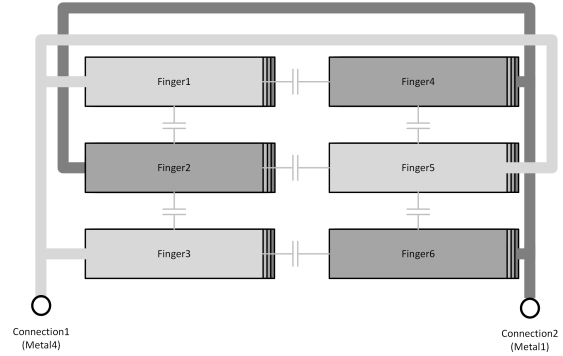 Finger1
Finger4
Finger2
Finger5
Finger3
Finger6
Connection1
(Metal4)
Connection2
(Metal1)